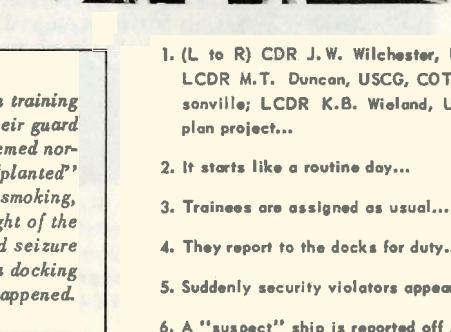 n training
eir guard
emed nor-
planted"
smoking,
ght of the
d seizure
docking
appened.
1. (L to R) CDR J.W. Wilchester,
LCDR M.T. Duncan, USCG, COT
sonville; LCDR K.B. Wieland, U
plan project...
2. It starts like a routine day...
3. Trainees are assigned as usual...
4. They report to the docks for duty..
5. Suddenly security violators appea
6. A "suspect" ship is reported off